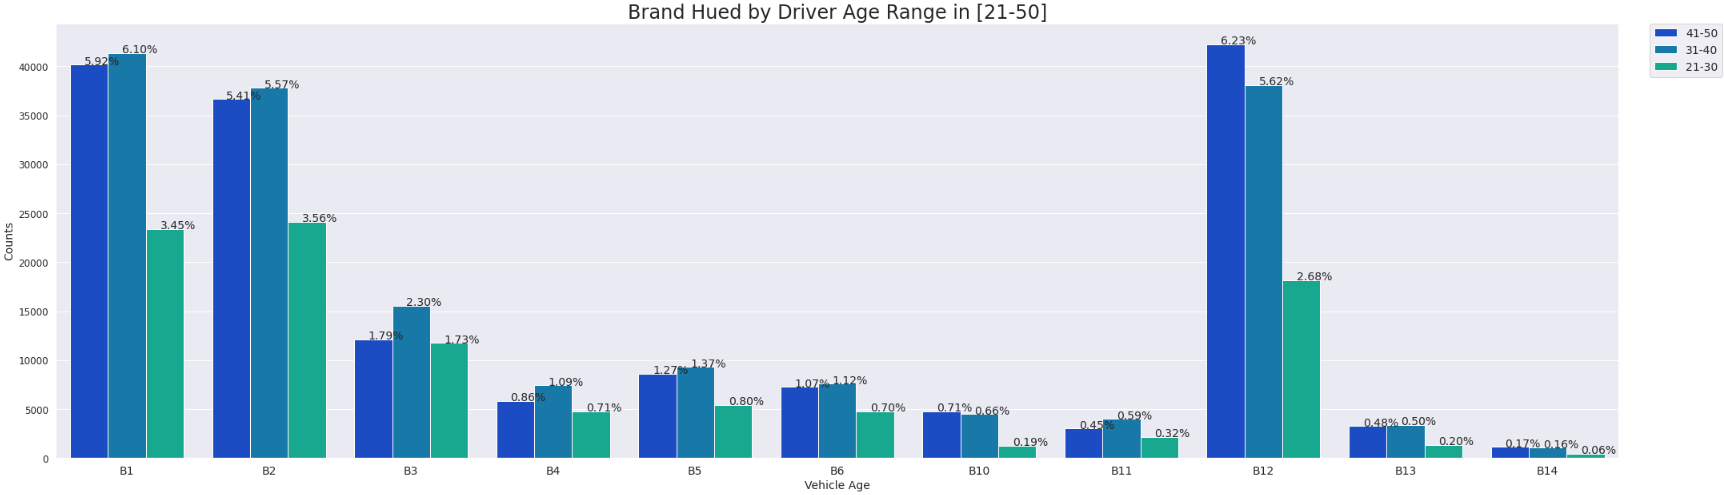 Brand Hued by Driver Age Range in [21-50]
41-50
31-40
21-30
Counts
40000
35000
30000
25000
20000
15000
10000
5000
0
5.92% 6.10% 3.45%
5.41% 5.57% 3.56%
1.79% 2.30% 1.73%
0.86% 1.09% 0.71%
1.27% 1.37% 0.80%
1.07% 1.12% 0.70%
0.71% 0.66% 0.19%
0.45% 0.59% 0.32%
6.23% 5.62% 2.68%
0.48% 0.50% 0.20%
0.17% 0.16% 0.06%
B1 B2 B3 B4 B5 B6 B10 B11 B12 B13 B14
Vehicle Age